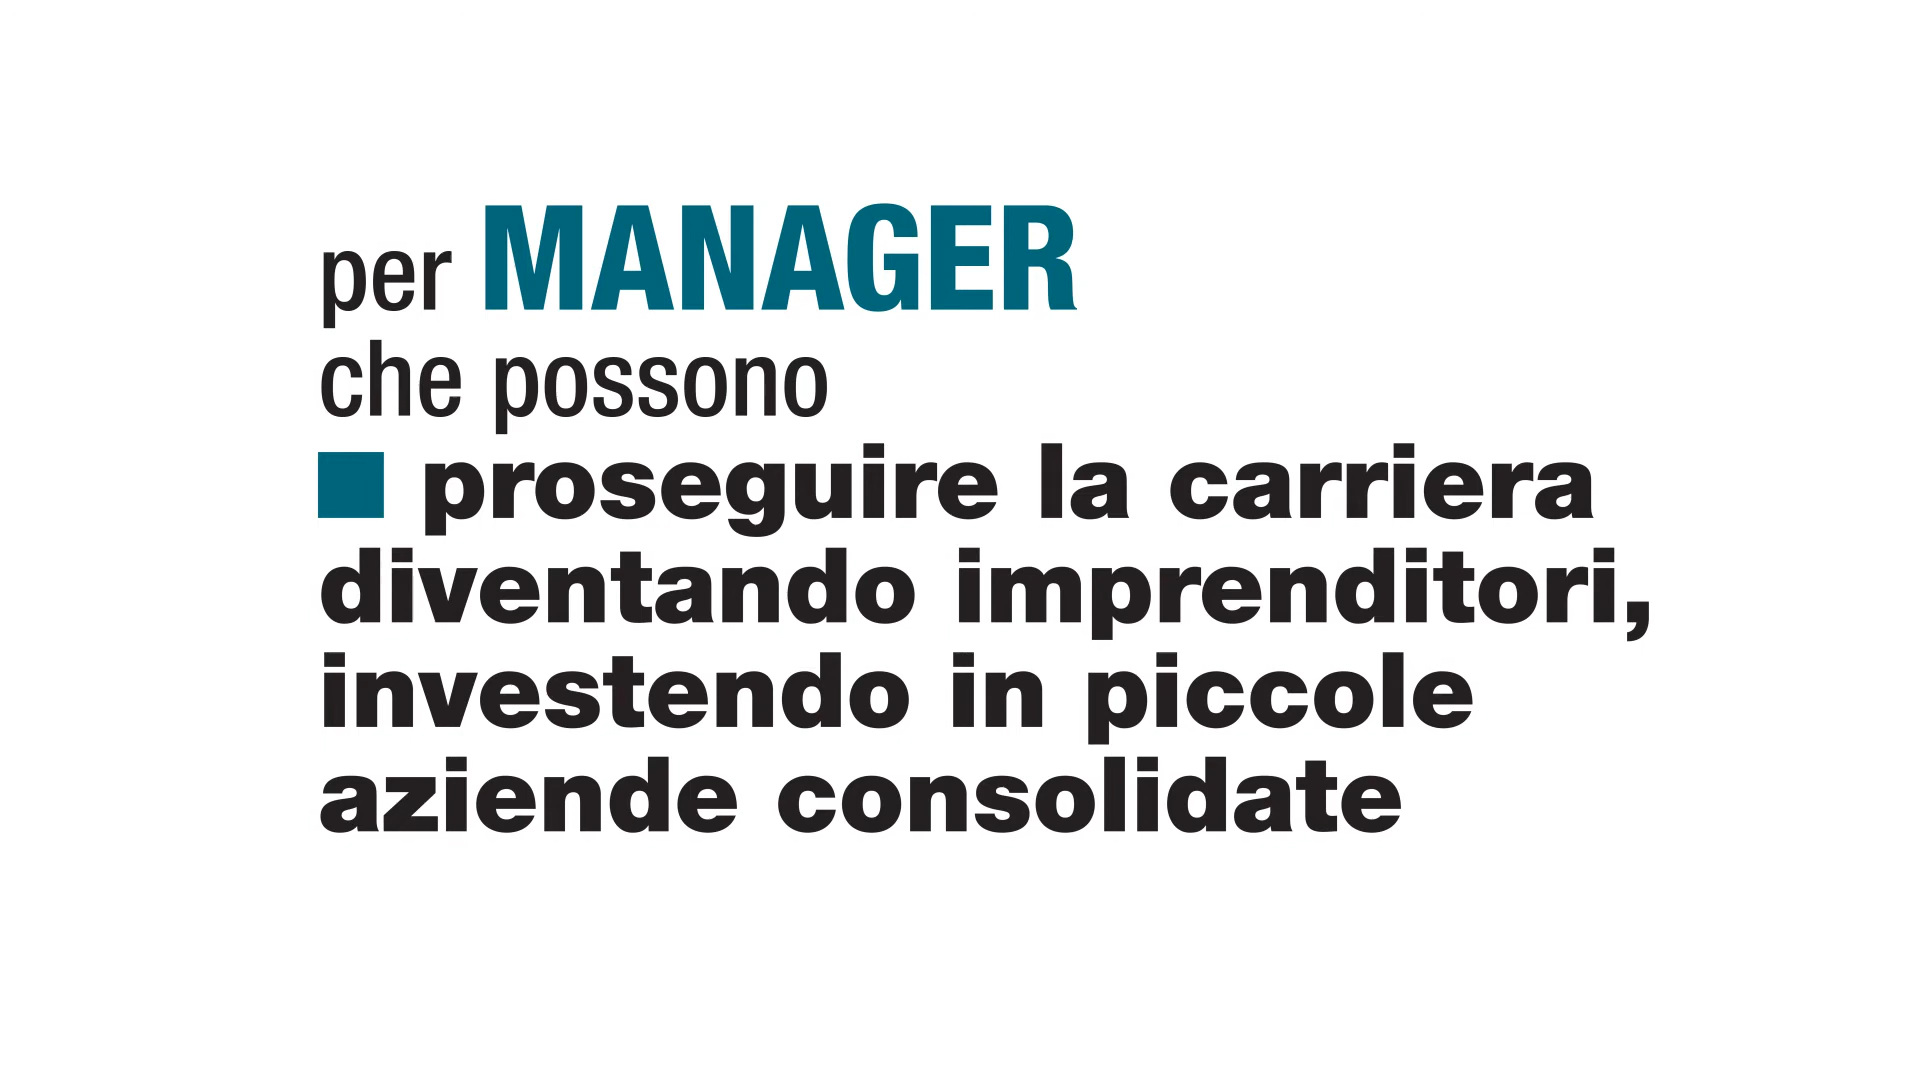 per MANAGER
che possono
■ proseguire la carriera
diventando imprenditori,
investendo in piccole
aziende consolidate